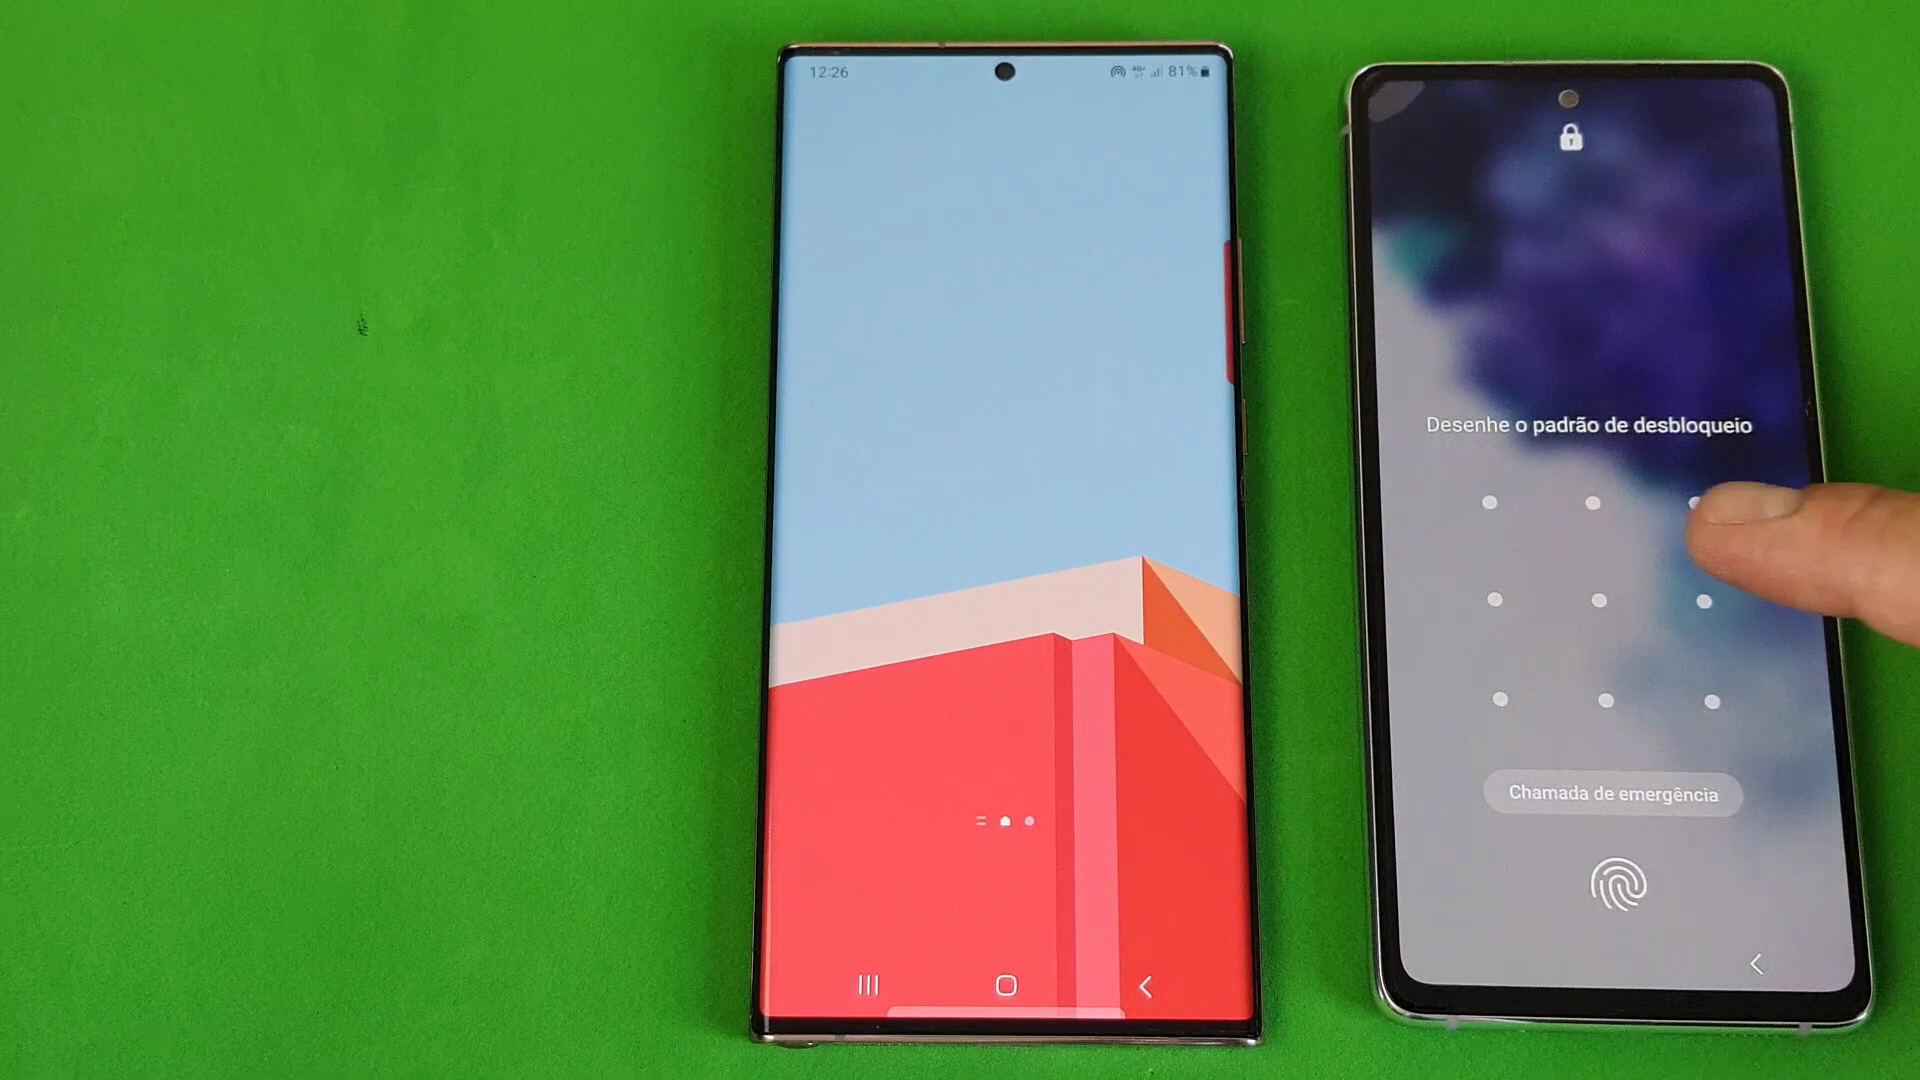 12:26
81%
Desenhe o padrão de desbloqueio
Chamada de emergência